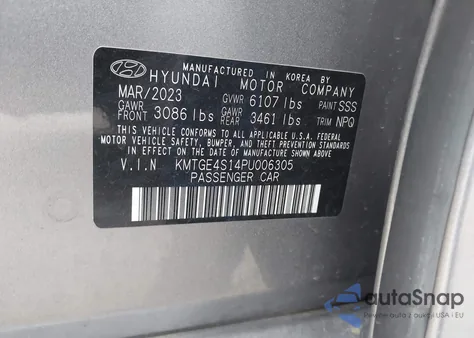 MANUFACTURED IN KOREA BY
HYUNDAI MOTOR COMPANY
MAR/2023 GVWR 6107 lbs PAINT SSS
GAWR FRONT 3086 lbs GAWR REAR 3461 lbs TRIM NPQ
THIS VEHICLE CONFORMS TO ALL APPLICABLE FEDERAL
MOTOR VEHICLE SAFETY, BUMPER, AND THEFT PREVENTION STANDARDS
IN EFFECT ON THE DATE OF MANUFACTURE SHOWN ABOVE.
V.I.N KMTGE4S14PU006305
PASSENGER CAR
autoSnap